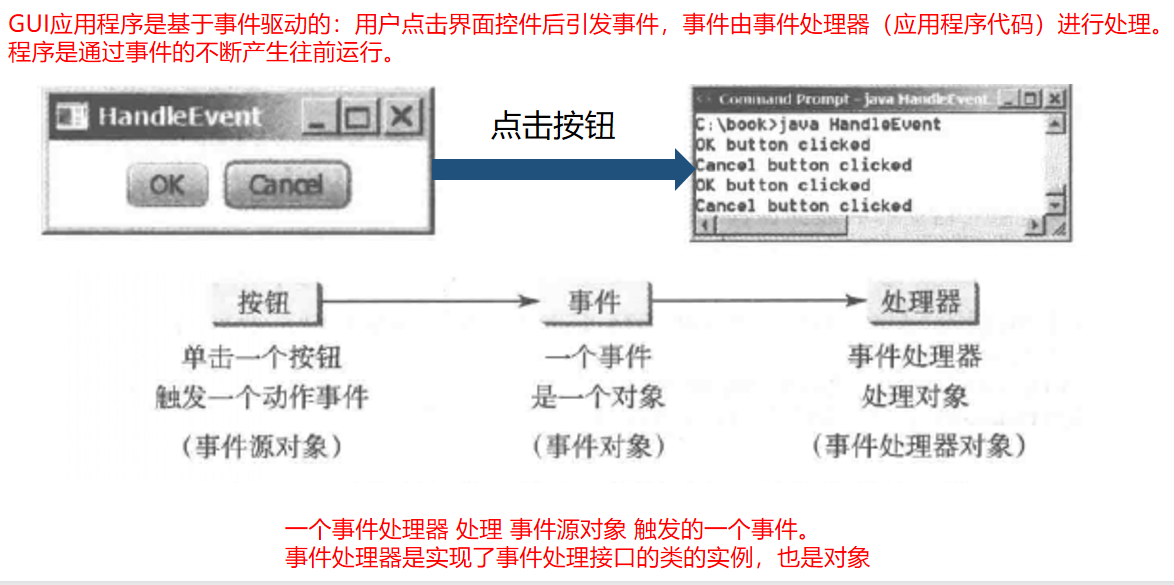 GUI应用程序是基于事件驱动的：用户点击界面控件后引发事件，事件由事件处理器（应用程序代码）进行处理。
程序是通过事件的不断产生往前运行。
HandleEvent
OK Cancel
点击按钮
Command Prompt - java HandleEvent
C:\book>java HandleEvent
OK button clicked
Cancel button clicked
OK button clicked
Cancel button clicked
按钮 事件 处理器
单击一个按钮 一个事件 事件处理器
触发一个动作事件 是一个对象 处理对象
（事件源对象） （事件对象） （事件处理器对象）
一个事件处理器 处理 事件源对象 触发的一个事件。
事件处理器是实现了事件处理接口的类的实例，也是对象